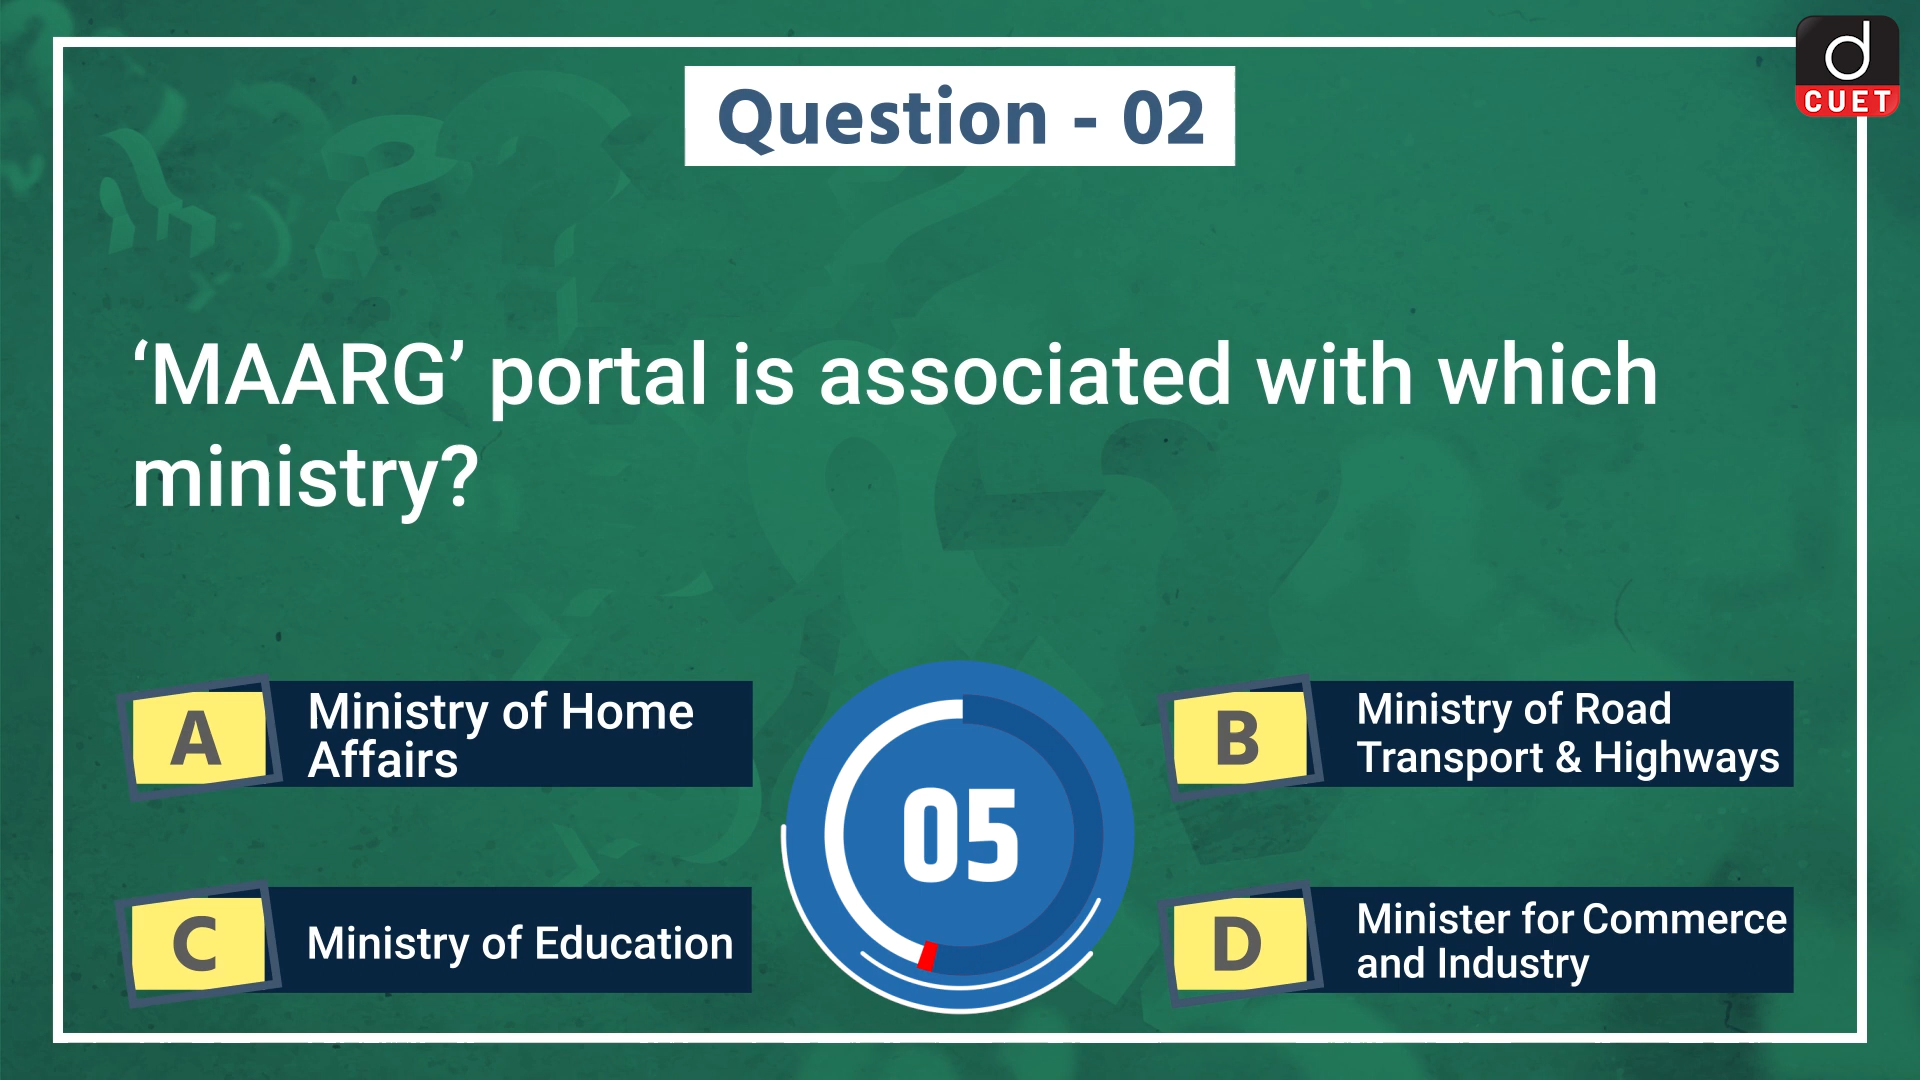 d
CUET
Question - 02
‘MAARG’ portal is associated with which
ministry?
A
Ministry of Home
Affairs
B
Ministry of Road
Transport & Highways
05
C
Ministry of Education
D
Minister for Commerce
and Industry